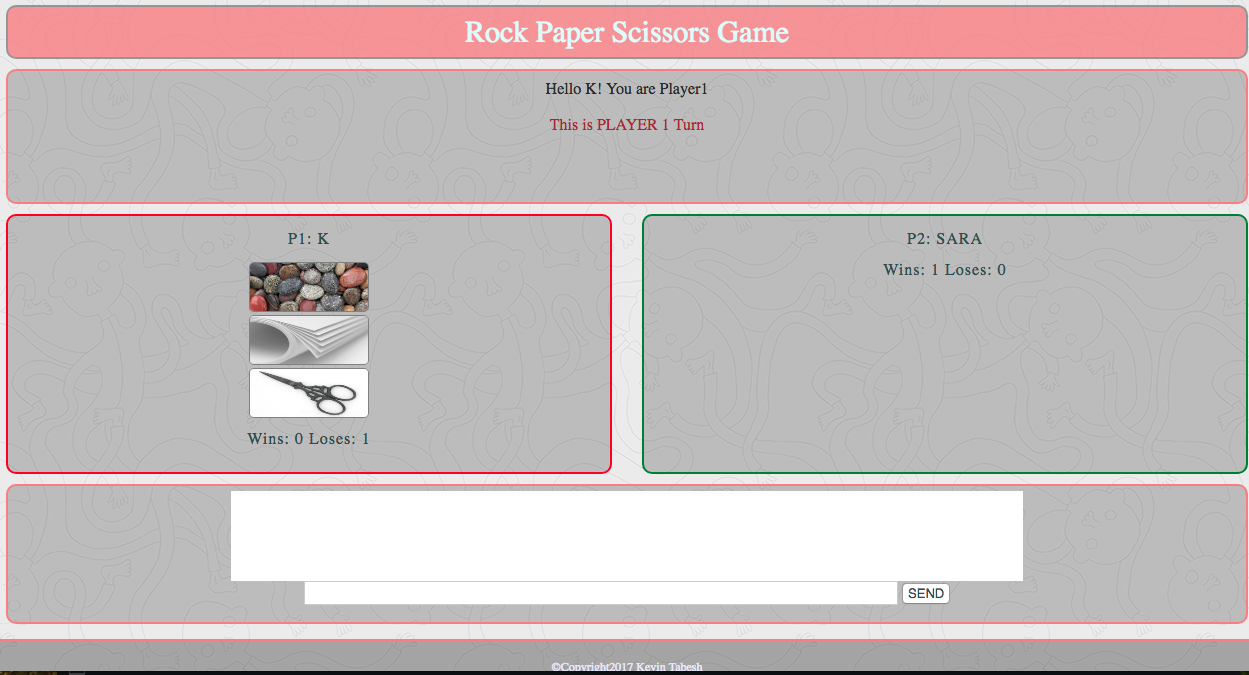 Rock Paper Scissors Game
Hello K! You are Player1
This is PLAYER 1 Turn
P1: K
Wins: 0 Loses: 1
P2: SARA
Wins: 1 Loses: 0
SEND
©Copyright2017 Kevin Tabesh